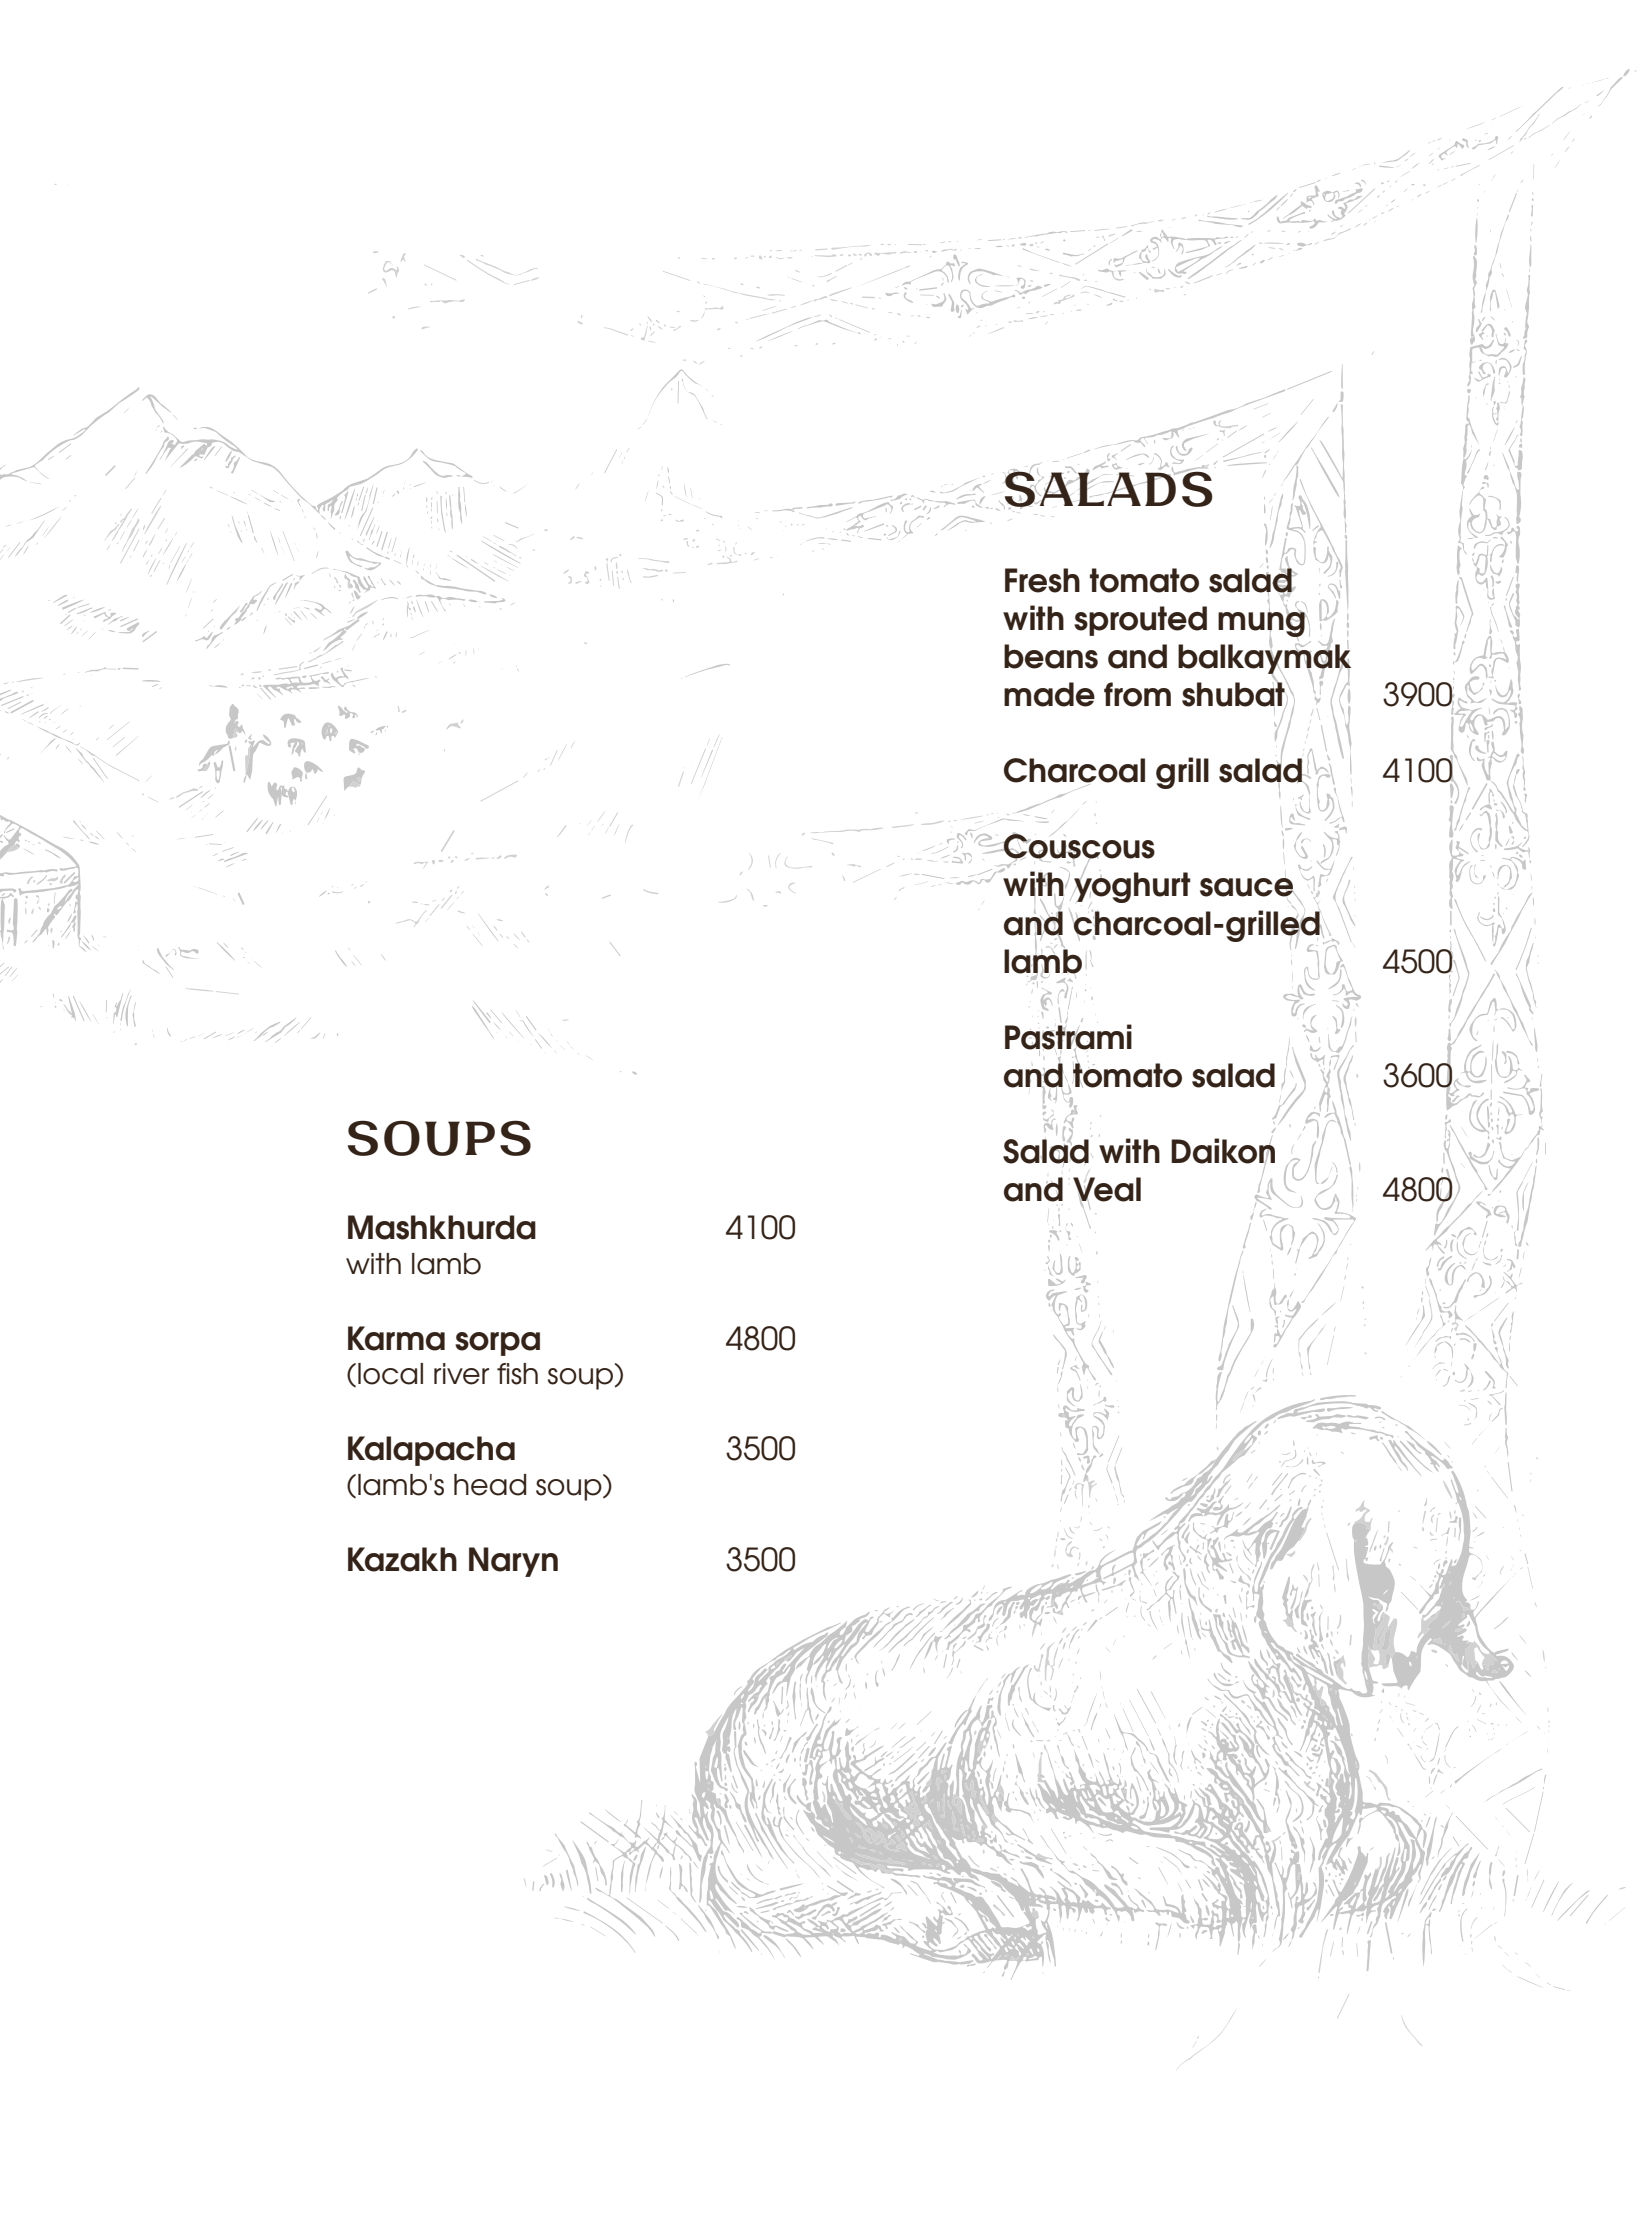 SOUPS
Mashkhurda 4100
with lamb
Karma sorpa 4800
(local river fish soup)
Kalapacha 3500
(lamb's head soup)
Kazakh Naryn 3500
SALADS
Fresh tomato salad
with sprouted mung
beans and balkaymak
made from shubat 3900
Charcoal grill salad 4100
Couscous
with yoghurt sauce
and charcoal-grilled
lamb 4500
Pastrami
and tomato salad 3600
Salad with Daikon
and Veal 4800